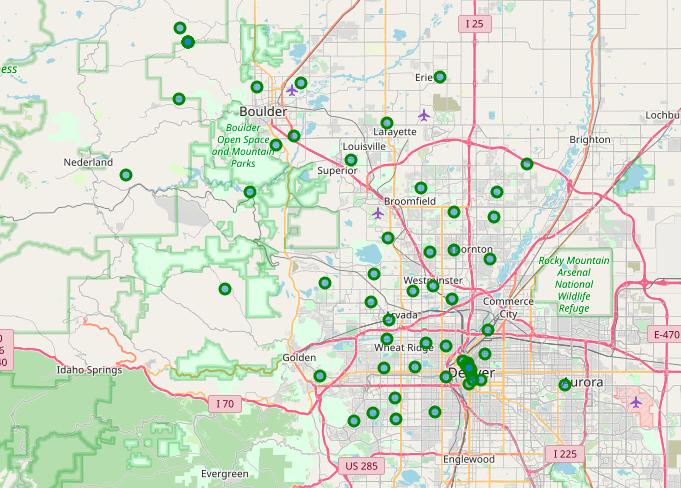 I 25
ess
Erie
Boulder
Lochbu
Lafayette
Boulder
Open Space
and Mountain
Parks
Brighton
Louisville
Nederland
Superior
Broomfield
ornton
Rocky Mountain
Arsenal
National
Wildlife
Refuge
Westminster
Commerce
City
Arvada
0
6
40
E-470
Wheat Ridge
Golden
Idaho Springs
Denver
Aurora
I 70
I 225
Englewood
US 285
Evergreen